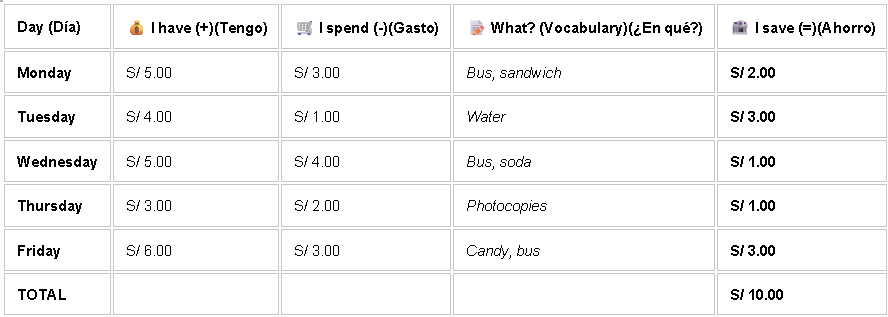 Day (Día) 💰 I have (+)(Tengo) 🛒 I spend (-)(Gasto) 📝 What? (Vocabulary)(¿En qué?) 🏦 I save (=)(Ahorro)
Monday S/ 5.00 S/ 3.00 Bus, sandwich S/ 2.00
Tuesday S/ 4.00 S/ 1.00 Water S/ 3.00
Wednesday S/ 5.00 S/ 4.00 Bus, soda S/ 1.00
Thursday S/ 3.00 S/ 2.00 Photocopies S/ 1.00
Friday S/ 6.00 S/ 3.00 Candy, bus S/ 3.00
TOTAL S/ 10.00